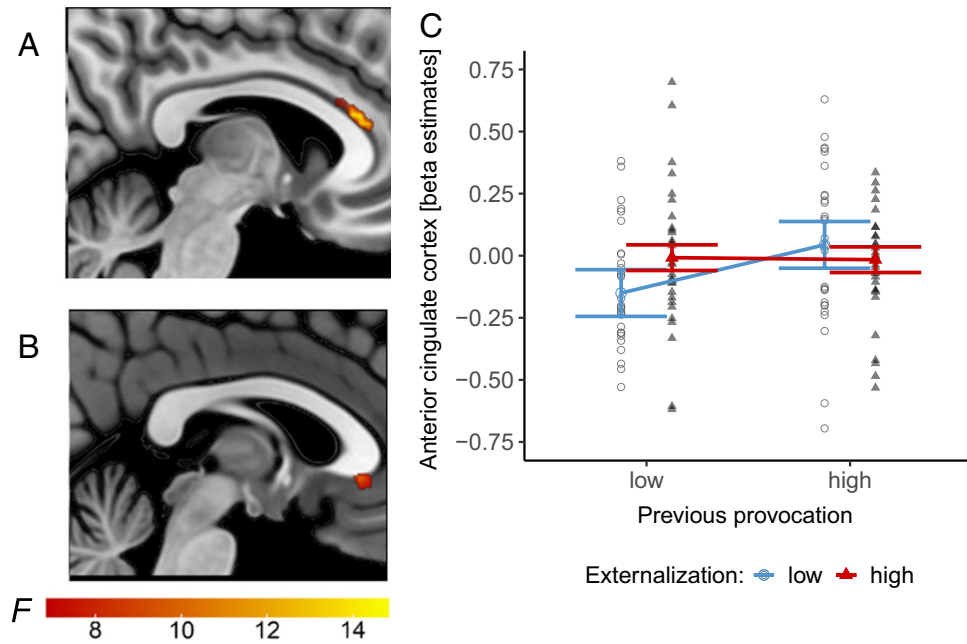 A
B
F
8 10 12 14
C
Anterior cingulate cortex [beta estimates]
0.75
0.50
0.25
0.00
−0.25
−0.50
−0.75
low high
Previous provocation
Externalization: low high